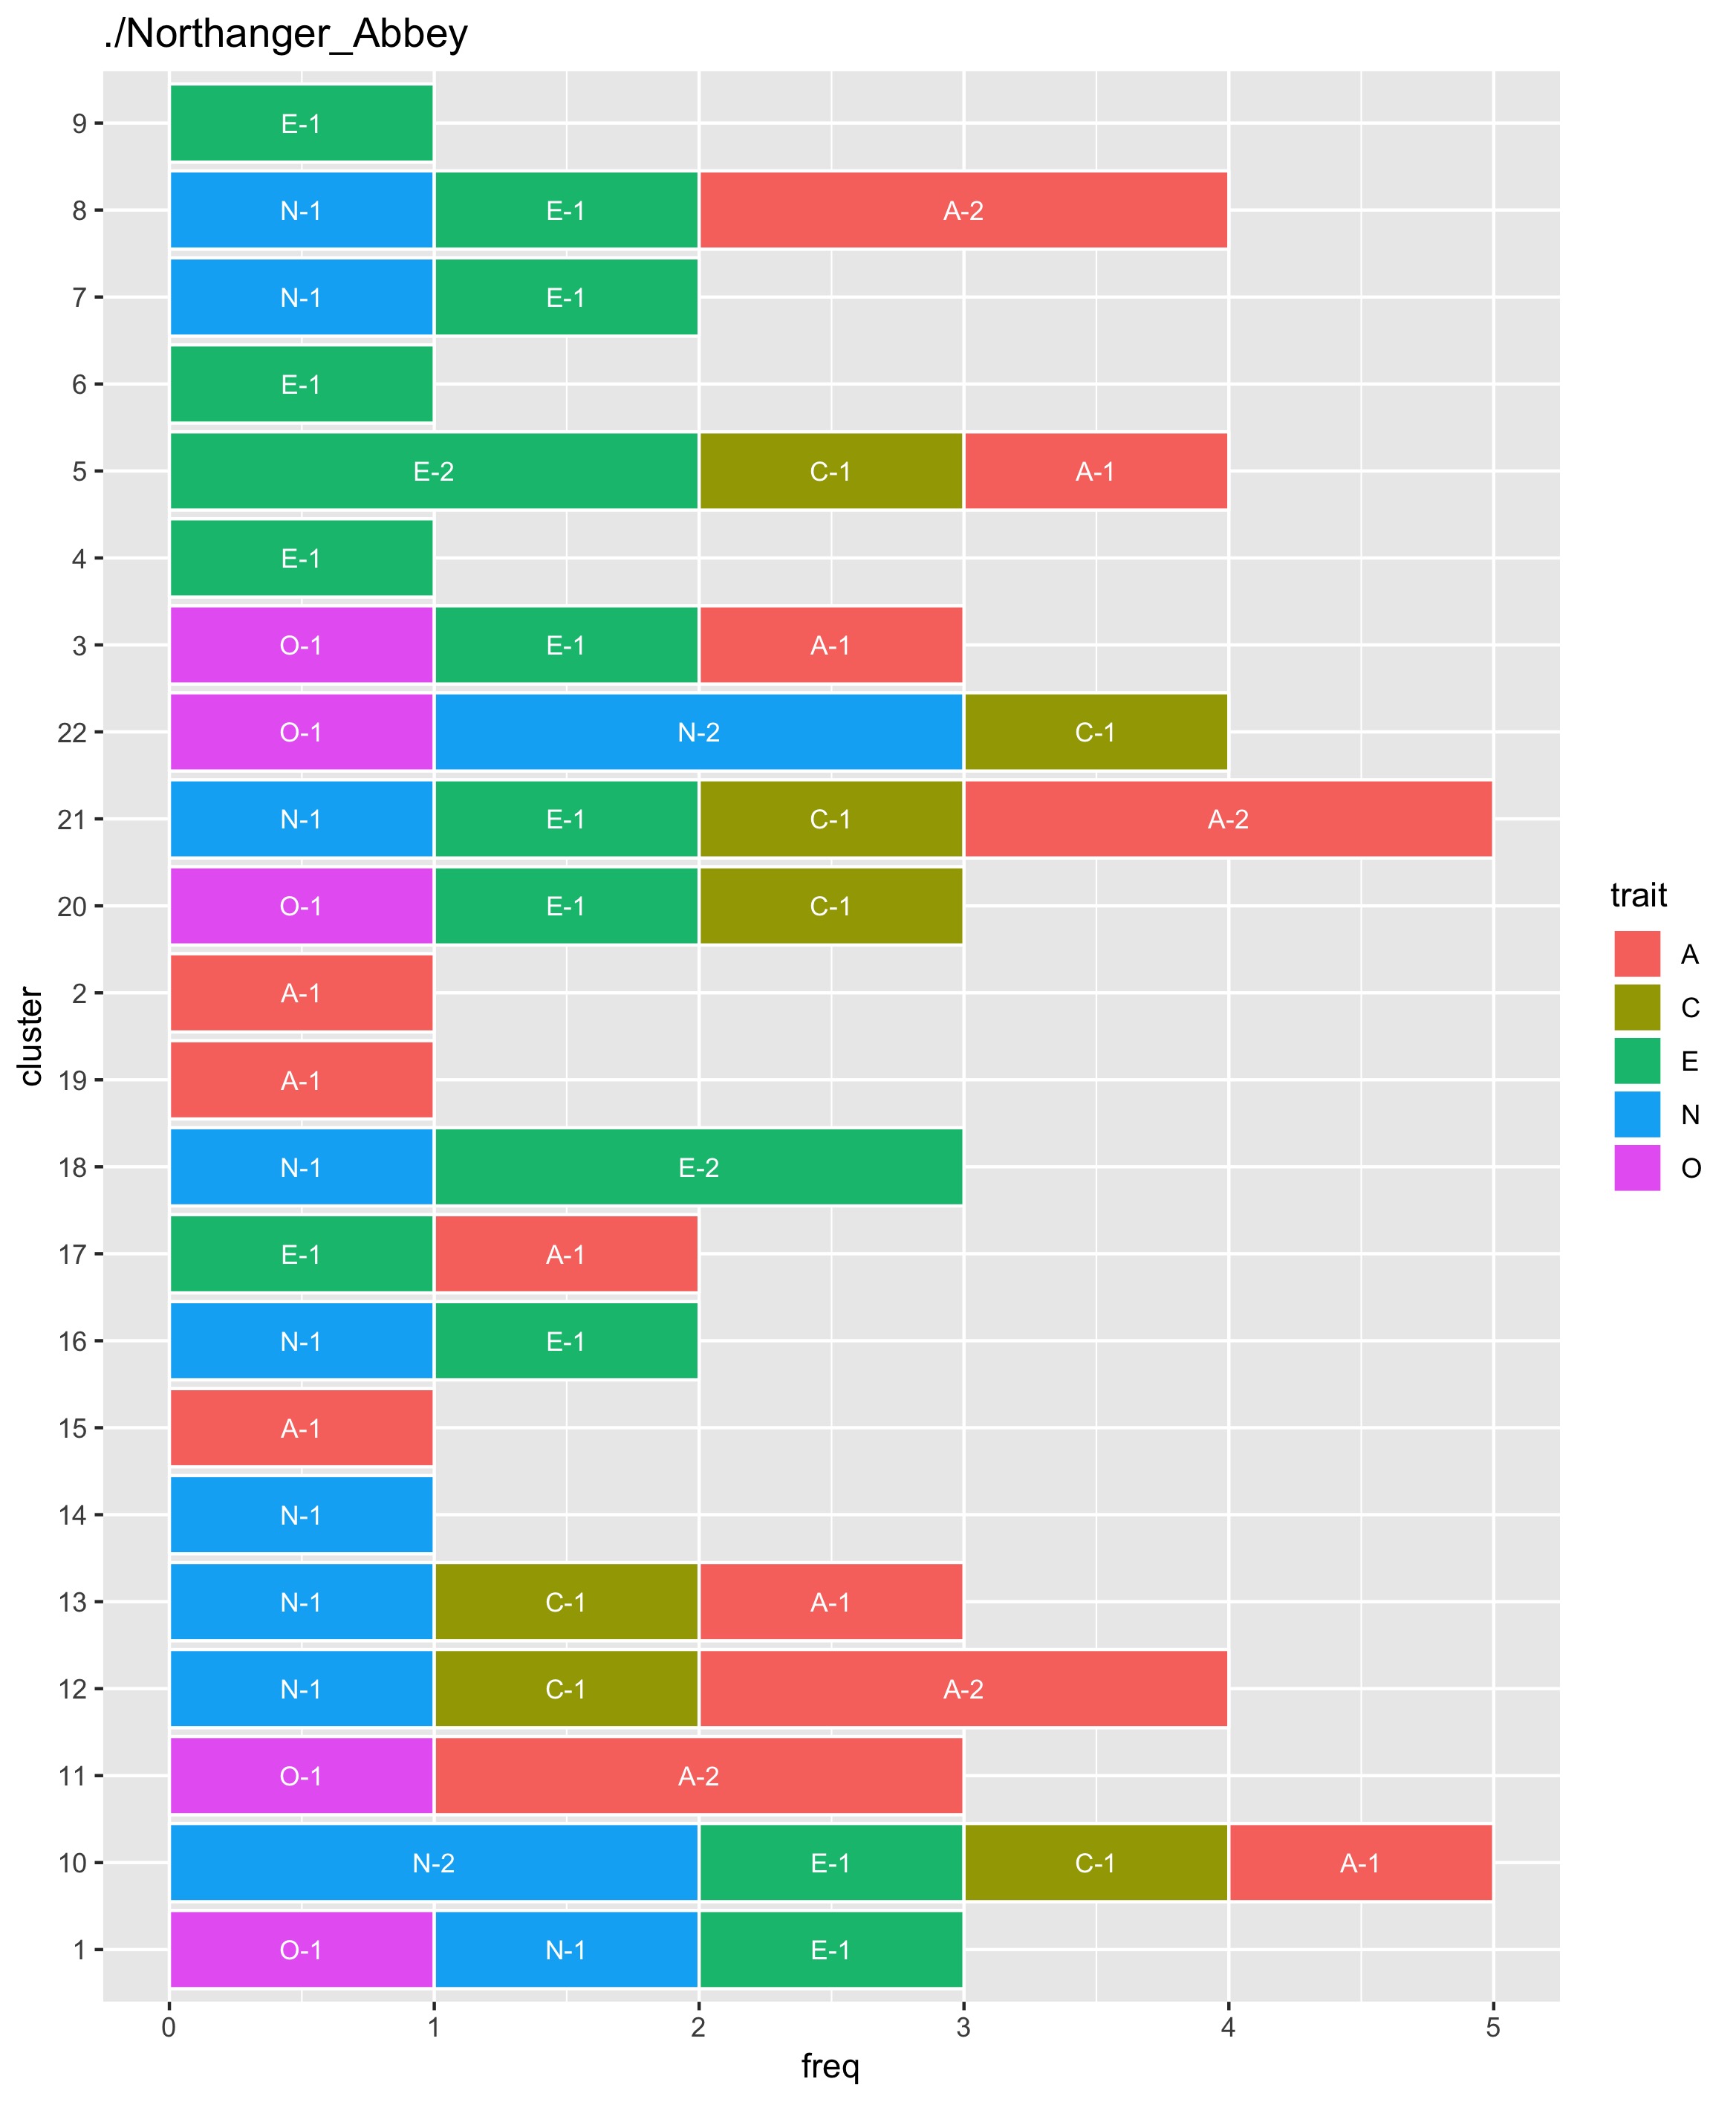 ./Northanger_Abbey
9 E-1
8 N-1 E-1 A-2
7 N-1 E-1
6 E-1
5 E-2 C-1 A-1
4 E-1
3 O-1 E-1 A-1
22 O-1 N-2 C-1
21 N-1 E-1 C-1 A-2
20 O-1 E-1 C-1
2 A-1
19 A-1
18 N-1 E-2
17 E-1 A-1
16 N-1 E-1
15 A-1
14 N-1
13 N-1 C-1 A-1
12 N-1 C-1 A-2
11 O-1 A-2
10 N-2 E-1 C-1 A-1
1 O-1 N-1 E-1
0 1 2 3 4 5
freq
cluster
trait
A
C
E
N
O